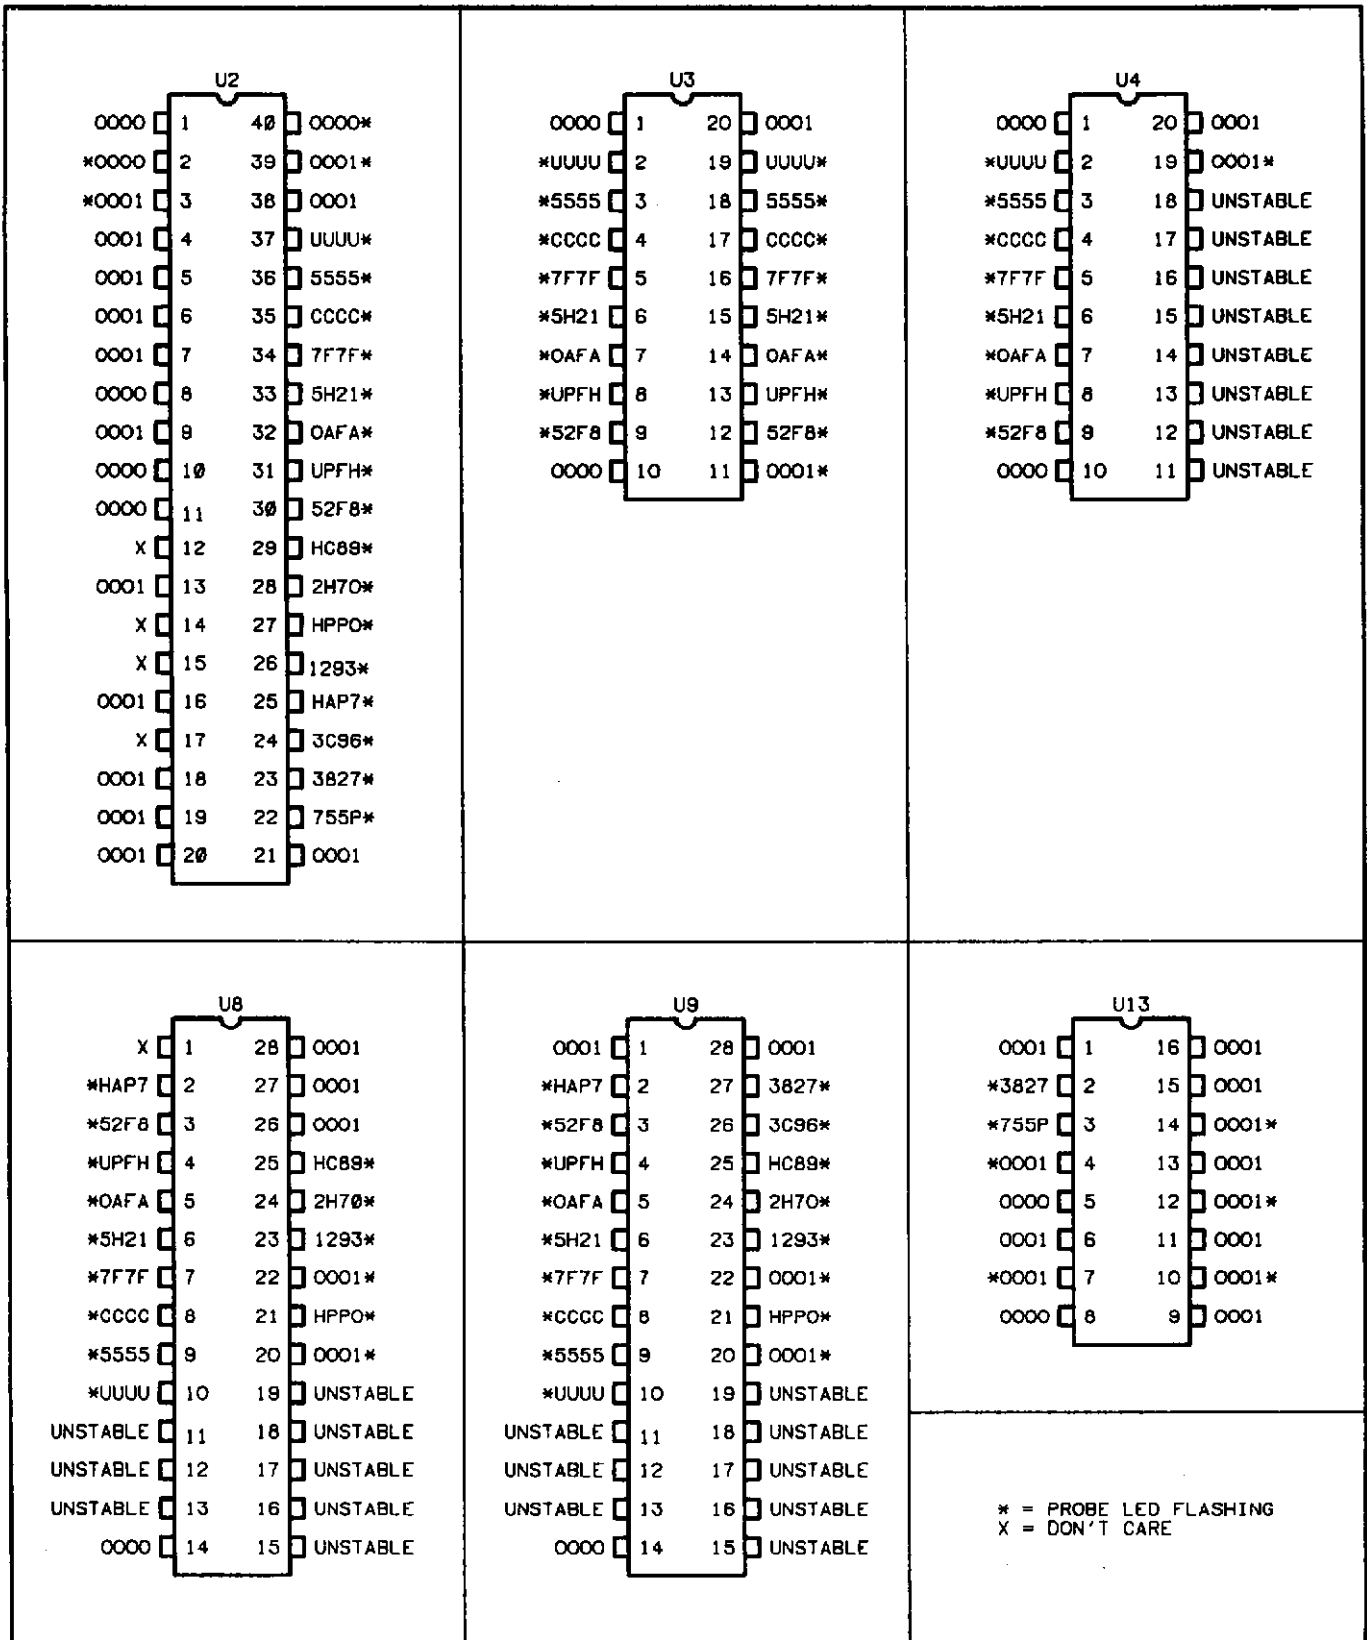 U2
0000 1 40 0000*
*0000 2 39 0001*
*0001 3 38 0001
0001 4 37 UUUU*
0001 5 36 5555*
0001 6 35 CCCC*
0001 7 34 7F7F*
0000 8 33 5H21*
0001 9 32 0AFA*
0000 10 31 UPFH*
0000 11 30 52F8*
X 12 29 HC89*
0001 13 28 2H70*
X 14 27 HPP0*
X 15 26 1293*
0001 16 25 HAP7*
X 17 24 3C96*
0001 18 23 3827*
0001 19 22 755P*
0001 20 21 0001
U3
0000 1 20 0001
*UUUU 2 19 UUUU*
*5555 3 18 5555*
*CCCC 4 17 CCCC*
*7F7F 5 16 7F7F*
*5H21 6 15 5H21*
*0AFA 7 14 0AFA*
*UPFH 8 13 UPFH*
*52F8 9 12 52F8*
0000 10 11 0001*
U4
0000 1 20 0001
*UUUU 2 19 0001*
*5555 3 18 UNSTABLE
*CCCC 4 17 UNSTABLE
*7F7F 5 16 UNSTABLE
*5H21 6 15 UNSTABLE
*0AFA 7 14 UNSTABLE
*UPFH 8 13 UNSTABLE
*52F8 9 12 UNSTABLE
0000 10 11 UNSTABLE
U8
X 1 28 0001
*HAP7 2 27 0001
*52F8 3 26 0001
*UPFH 4 25 HC89*
*0AFA 5 24 2H70*
*5H21 6 23 1293*
*7F7F 7 22 0001*
*CCCC 8 21 HPP0*
*5555 9 20 0001*
*UUUU 10 19 UNSTABLE
UNSTABLE 11 18 UNSTABLE
UNSTABLE 12 17 UNSTABLE
UNSTABLE 13 16 UNSTABLE
0000 14 15 UNSTABLE
U9
0001 1 28 0001
*HAP7 2 27 3827*
*52F8 3 26 3C96*
*UPFH 4 25 HC89*
*0AFA 5 24 2H70*
*5H21 6 23 1293*
*7F7F 7 22 0001*
*CCCC 8 21 HPP0*
*5555 9 20 0001*
*UUUU 10 19 UNSTABLE
UNSTABLE 11 18 UNSTABLE
UNSTABLE 12 17 UNSTABLE
UNSTABLE 13 16 UNSTABLE
0000 14 15 UNSTABLE
U13
0001 1 16 0001
*3827 2 15 0001
*755P 3 14 0001*
*0001 4 13 0001
0000 5 12 0001*
0001 6 11 0001
*0001 7 10 0001*
0000 8 9 0001
* = PROBE LED FLASHING
X = DON'T CARE